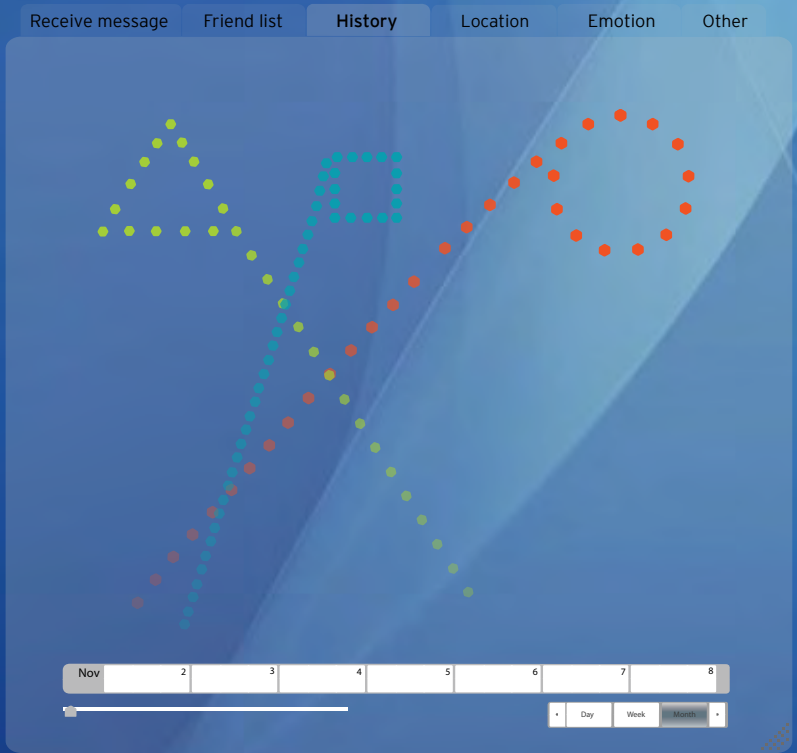 Receive message Friend list History Location Emotion Other
Nov 2 3 4 5 6 7 8
Day Week Month